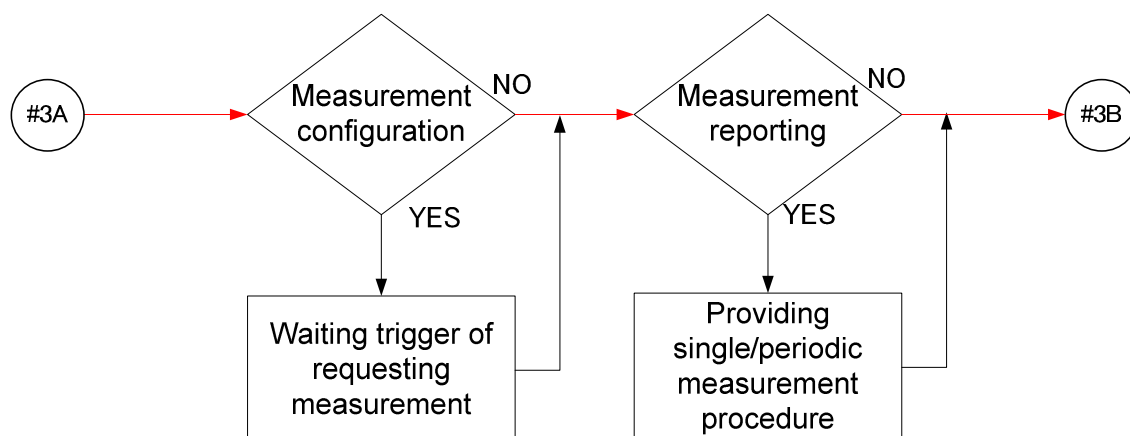 #3A
Measurement
configuration
NO
YES
Waiting trigger of
requesting
measurement
Measurement
reporting
NO
YES
Providing
single/periodic
measurement
procedure
#3B